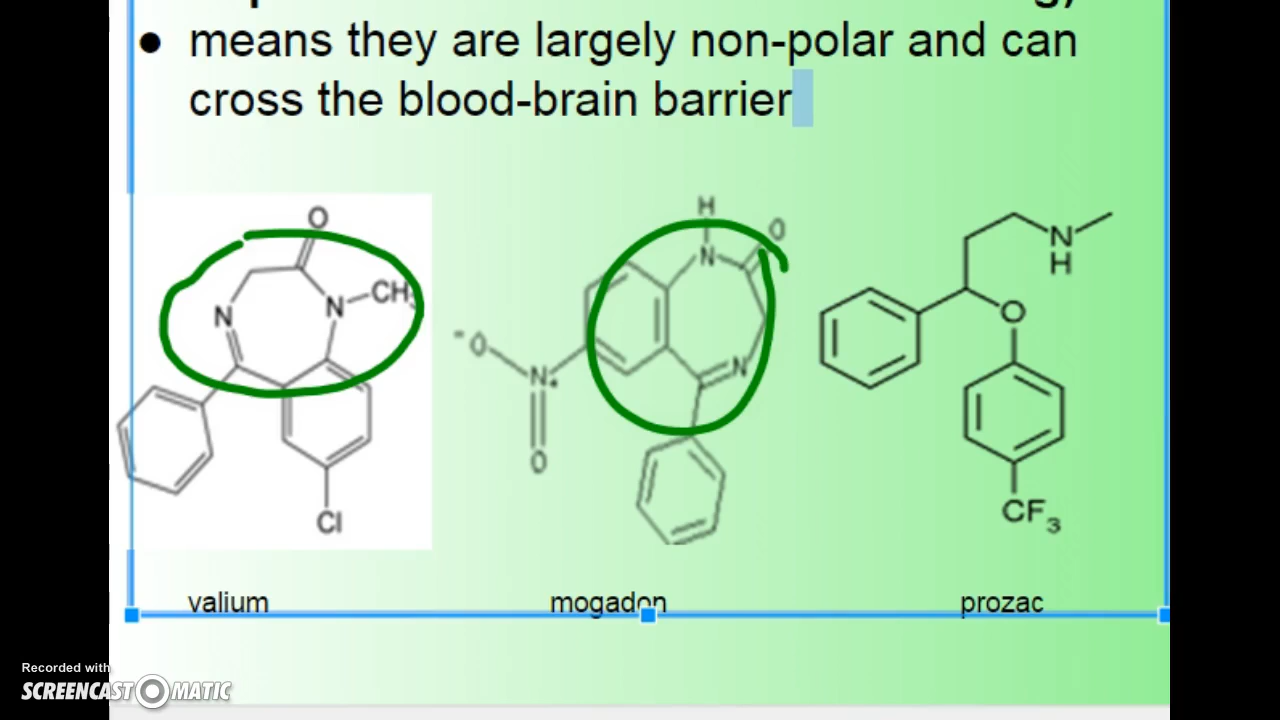 means they are largely non-polar and can
cross the blood-brain barrier
O
N
N
CH
Cl
H
N
O
-O
N+
N
O
N
H
O
CF3
valium
mogadon
prozac
Recorded with
SCREENCAST O MATIC